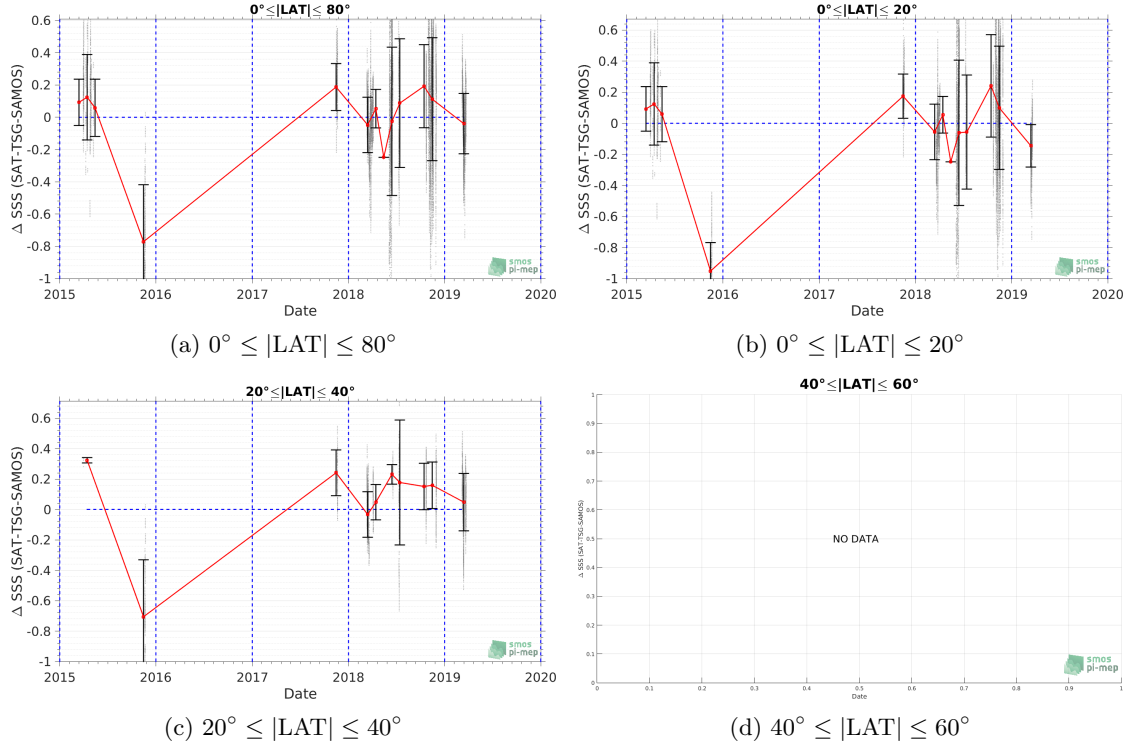 0°≤|LAT|≤ 80°
0.6
0.4
0.2
0
-0.2
-0.4
-0.6
-0.8
-1
Δ SSS (SAT-TSG-SAMOS)
2015 2016 2017 2018 2019 2020
Date
smos
pi-mep
(a) 0° ≤ |LAT| ≤ 80°
0°≤|LAT|≤ 20°
0.6
0.4
0.2
0
-0.2
-0.4
-0.6
-0.8
-1
Δ SSS (SAT-TSG-SAMOS)
2015 2016 2017 2018 2019 2020
Date
smos
pi-mep
(b) 0° ≤ |LAT| ≤ 20°
20°≤|LAT|≤ 40°
0.6
0.4
0.2
0
-0.2
-0.4
-0.6
-0.8
-1
Δ SSS (SAT-TSG-SAMOS)
2015 2016 2017 2018 2019 2020
Date
smos
pi-mep
(c) 20° ≤ |LAT| ≤ 40°
40°≤|LAT|≤ 60°
1
0.9
0.8
0.7
0.6
0.5
0.4
0.3
0.2
0.1
0
Δ SSS (SAT-TSG-SAMOS)
NO DATA
0 0.1 0.2 0.3 0.4 0.5 0.6 0.7 0.8 0.9 1
Date
smos
pi-mep
(d) 40° ≤ |LAT| ≤ 60°